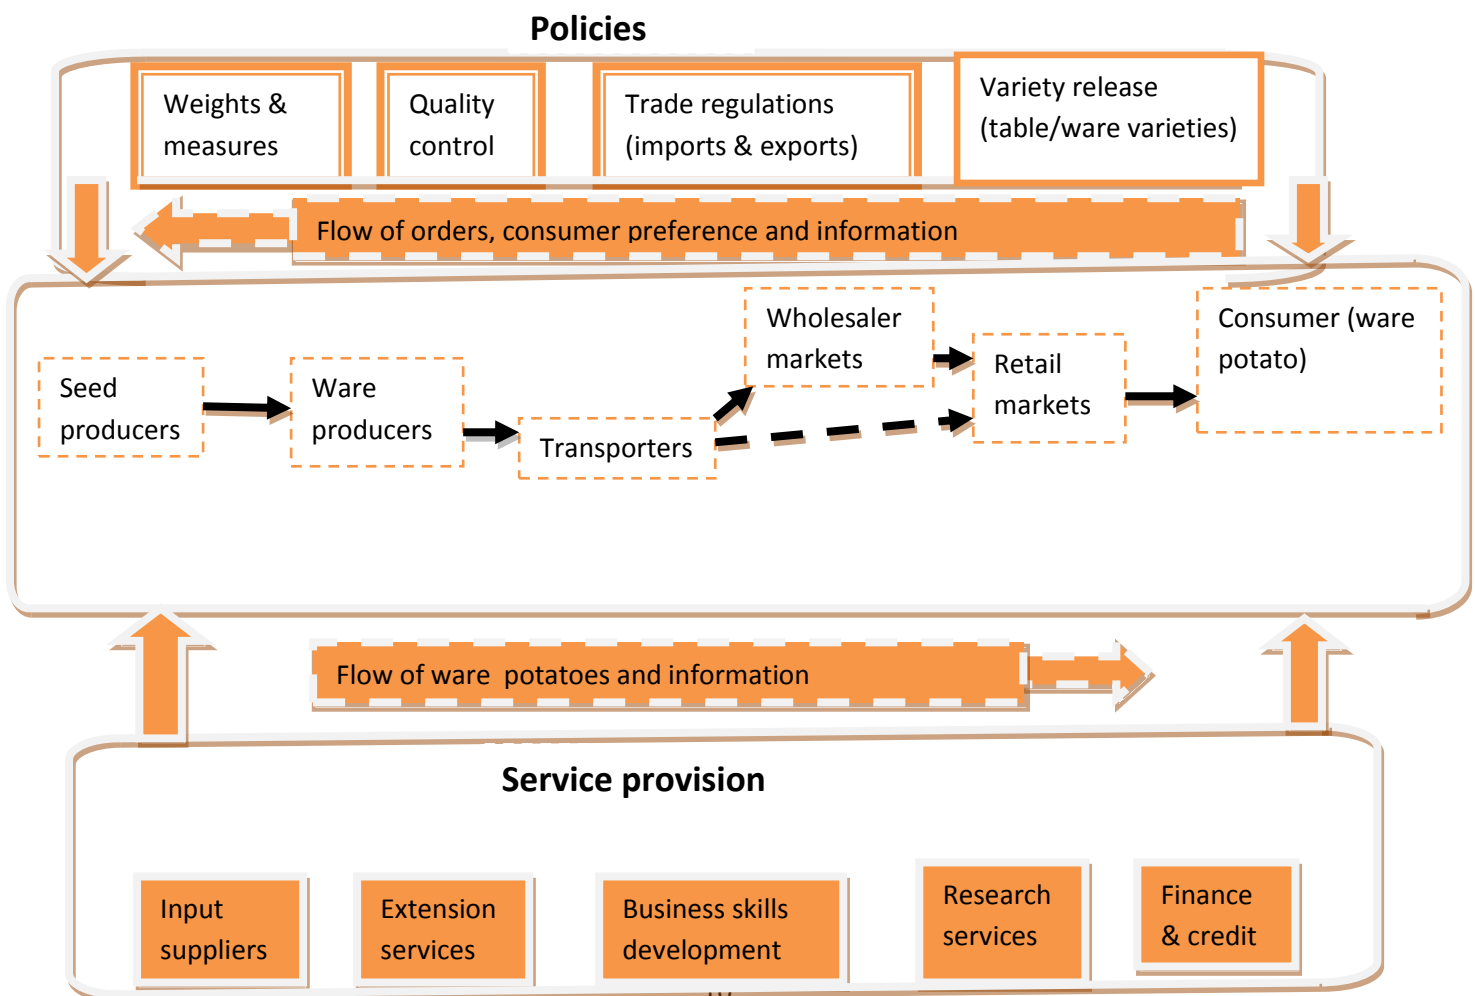 Policies
Weights &
measures
Quality
control
Trade regulations
(imports & exports)
Variety release
(table/ware varieties)
Flow of orders, consumer preference and information
Seed
producers
Ware
producers
Transporters
Wholesaler
markets
Retail
markets
Consumer (ware
potato)
Flow of ware  potatoes and information
Service provision
Input
suppliers
Extension
services
Business skills
development
Research
services
Finance
& credit